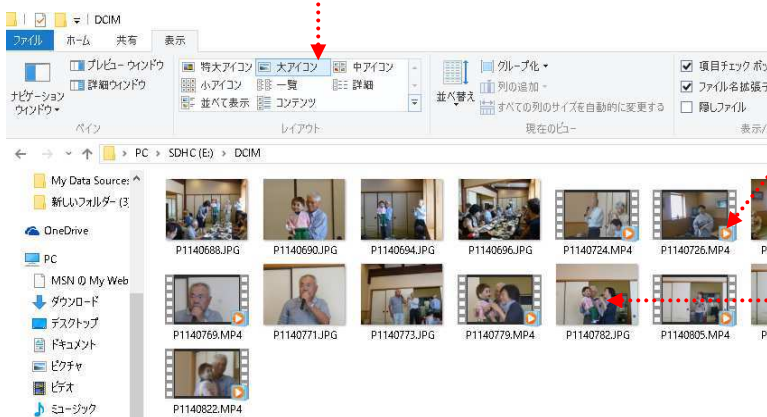 DCIM
ファイル ホーム 共有 表示
プレビュー ウィンドウ
詳細ウィンドウ
ナビゲーション
ウィンドウ
ペイン
特大アイコン 大アイコン 中アイコン
小アイコン 一覧 詳細
並べて表示 コンテンツ
レイアウト
並べ替え
グループ化
列の追加
すべての列のサイズを自動的に変更する
現在のビュー
項目チェック ボッ
ファイル名拡張子
隠しファイル
表示/
PC > SDHC (E:) > DCIM
My Data Sources
新しいフォルダー (3)
OneDrive
PC
MSN の My Web
ダウンロード
デスクトップ
ドキュメント
ピクチャ
ビデオ
ミュージック
P1140688.JPG P1140690.JPG P1140694.JPG P1140696.JPG P1140724.MP4 P1140726.MP4 P
P1140769.MP4 P1140771.JPG P1140773.JPG P1140779.MP4 P1140782.JPG P1140805.MP4 P
P1140822.MP4